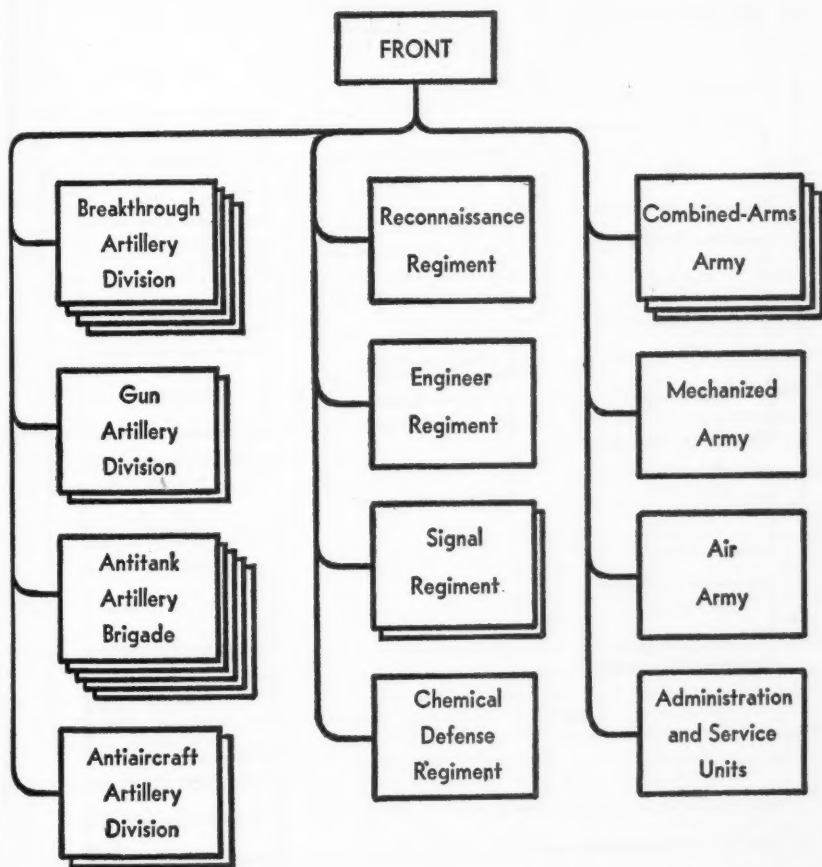 FRONT
Breakthrough
Artillery
Division
Gun
Artillery
Division
Antitank
Artillery
Brigade
Antiaircraft
Artillery
Division
Reconnaissance
Regiment
Engineer
Regiment
Signal
Regiment
Chemical
Defense
Regiment
Combined-Arms
Army
Mechanized
Army
Air
Army
Administration
and Service
Units